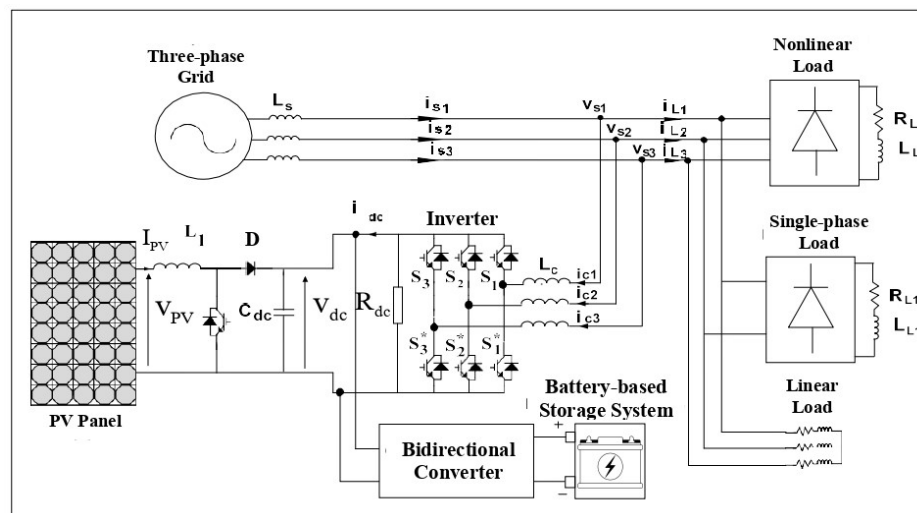 Three-phase
Grid
Ls
is1
is2
is3
vs1
vs2
vs3
iL1
iL2
iL3
Nonlinear
Load
RL
LL
Single-phase
Load
RL1
Linear
Load
IPV
L1
D
VPV
Cdc
Vdc
idc
Rdc
Inverter
S3
S2
S1
S3*
S2*
S1*
Lc
ic1
ic2
ic3
PV Panel
Battery-based
Storage System
+
−
Bidirectional
Converter